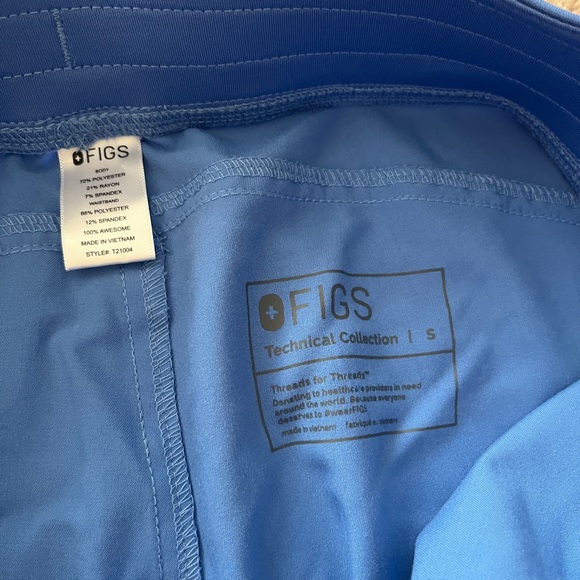 FIGS
BODY
72% POLYESTER
21% RAYON
7% SPANDEX
WAISTBAND
88% POLYESTER
12% SPANDEX
100% AWESOME
MADE IN VIETNAM
STYLE#: T21004
FIGS
Technical Collection | S
Threads for Threads™
Donating to healthcare providers in need
around the world. Because everyone
deserves to #wearFIGS
made in vietnam fabriqué